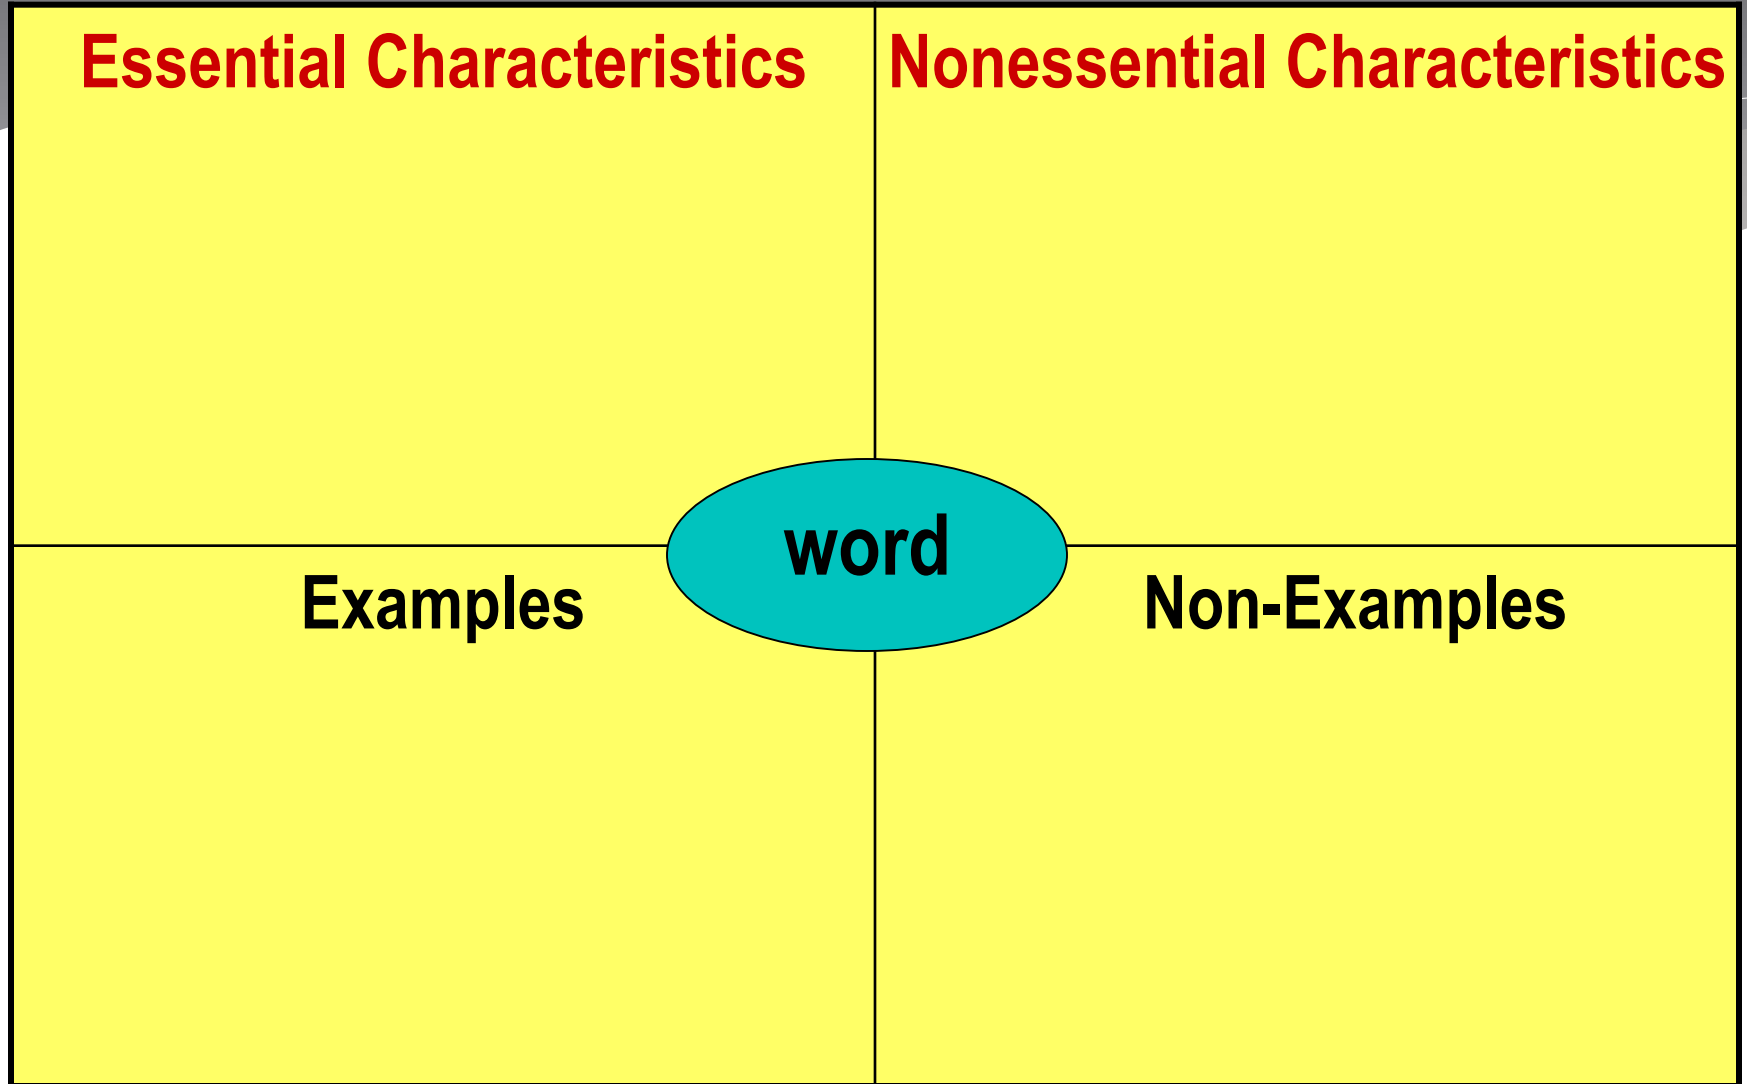 Essential Characteristics
Nonessential Characteristics
word
Examples
Non-Examples